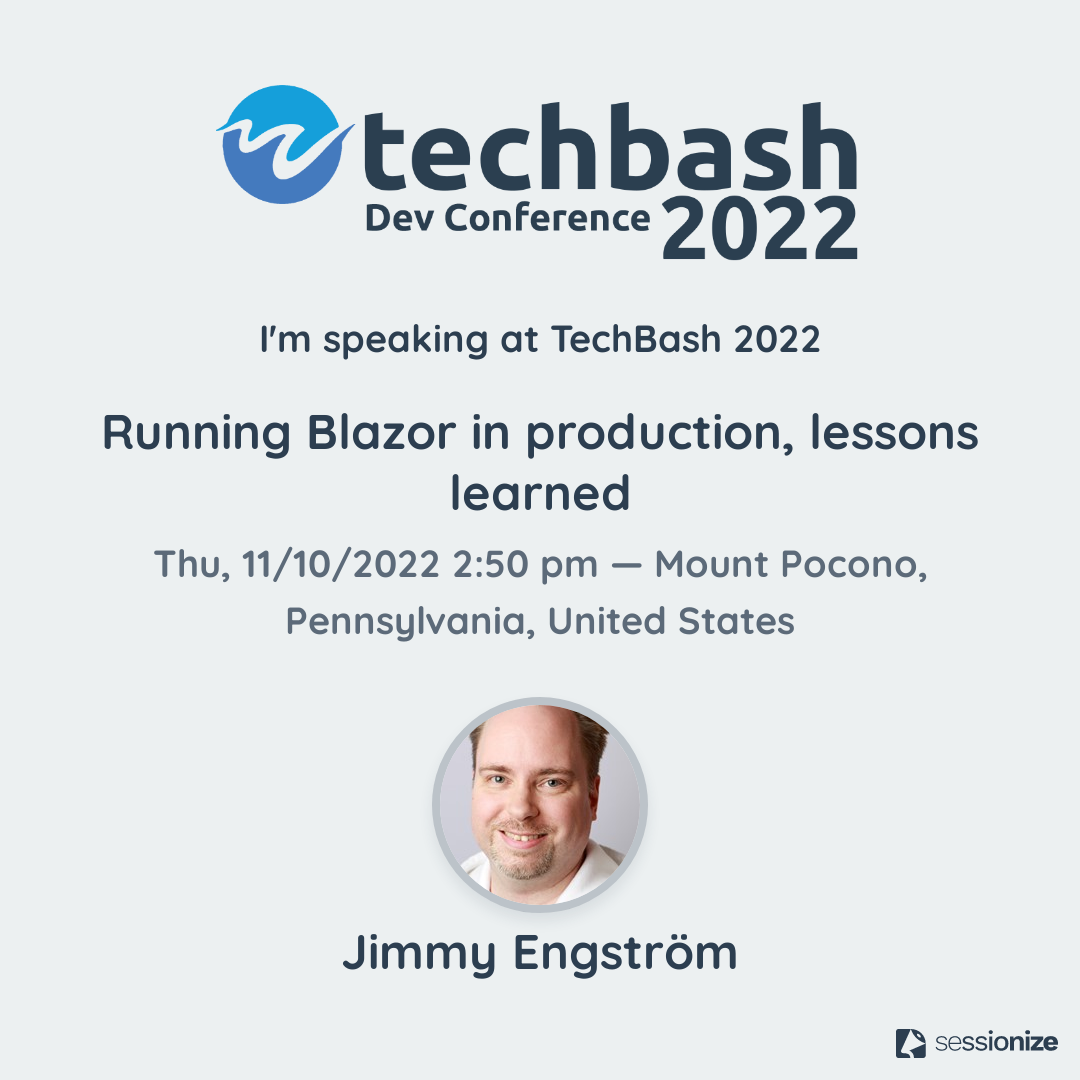 techbash
Dev Conference 2022
I'm speaking at TechBash 2022
Running Blazor in production, lessons
learned
Thu, 11/10/2022 2:50 pm — Mount Pocono,
Pennsylvania, United States
Jimmy Engström
sessionize